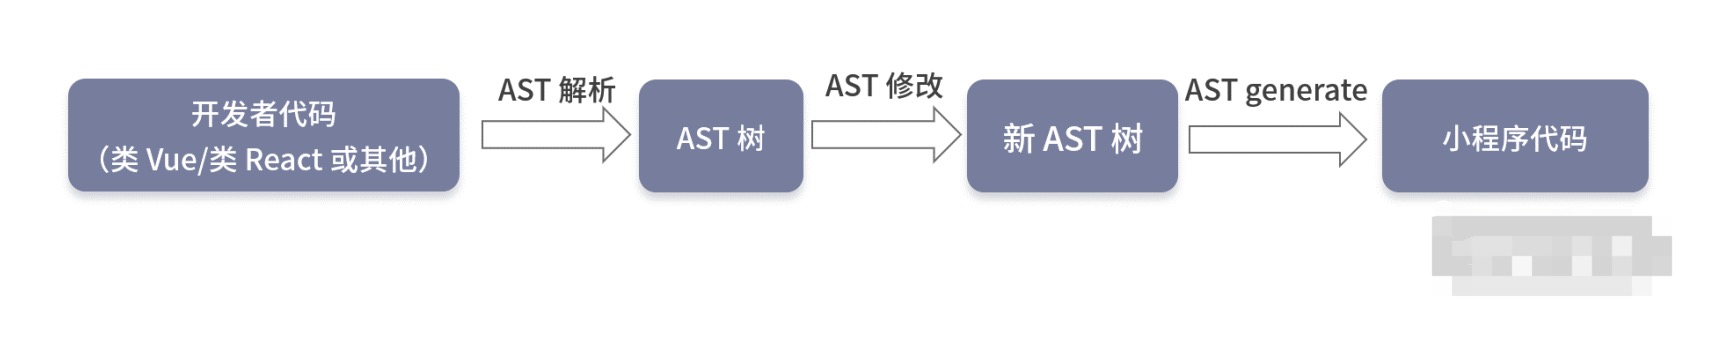 开发者代码
（类 Vue/类 React 或其他）
AST 解析
AST 树
AST 修改
新 AST 树
AST generate
小程序代码